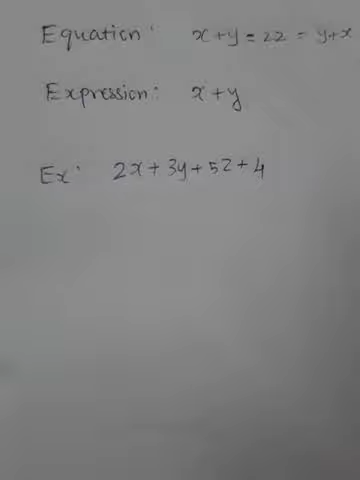 Equation: x+y = 2z = y+x
Expression: x+y
Ex: 2x+3y+5z+4